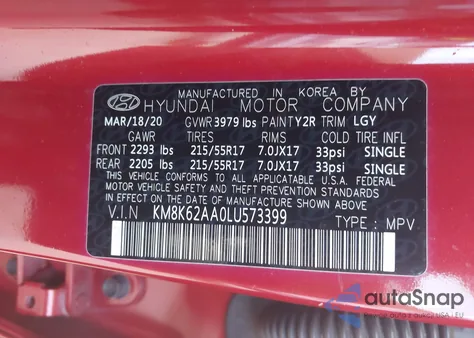 MANUFACTURED IN KOREA BY
HYUNDAI MOTOR COMPANY
MAR/18/20 GVWR 3979 lbs PAINT Y2R TRIM LGY
GAWR TIRES RIMS COLD TIRE INFL
FRONT 2293 lbs 215/55R17 7.0JX17 33psi SINGLE
REAR 2205 lbs 215/55R17 7.0JX17 33psi SINGLE
THIS VEHICLE CONFORMS TO ALL APPLICABLE U.S.A. FEDERAL
MOTOR VEHICLE SAFETY, BUMPER, AND THEFT PREVENTION STANDARDS
IN EFFECT ON THE DATE OF MANUFACTURE SHOWN ABOVE.
V.I.N KM8K62AA0LU573399 TYPE : MPV
autoSnap